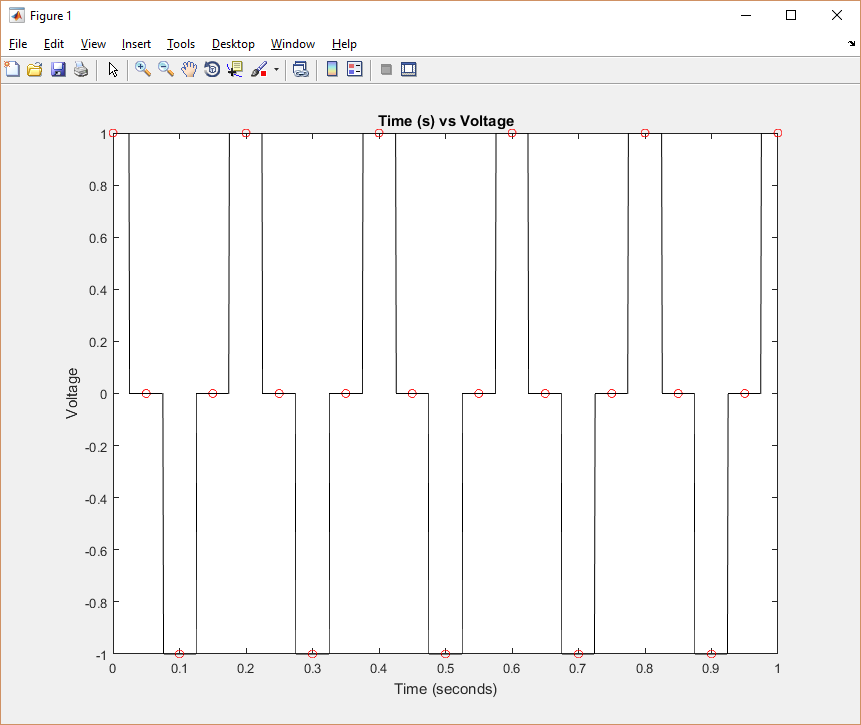 Figure 1
File Edit View Insert Tools Desktop Window Help
Time (s) vs Voltage
1
0.8
0.6
0.4
0.2
0
-0.2
-0.4
-0.6
-0.8
-1
Voltage
0 0.1 0.2 0.3 0.4 0.5 0.6 0.7 0.8 0.9 1
Time (seconds)